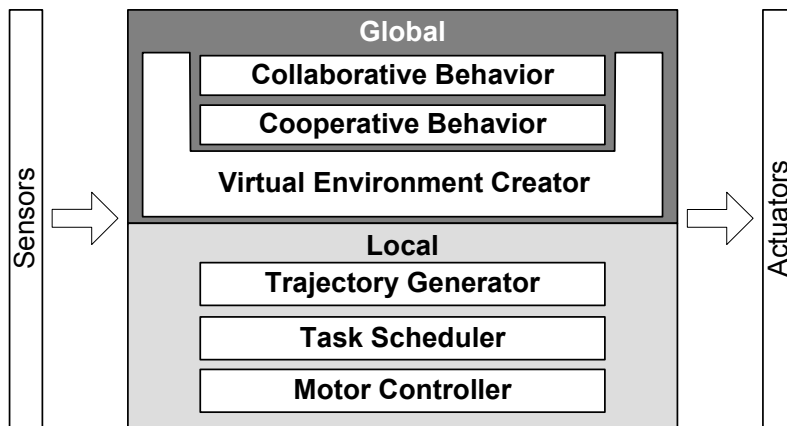 Sensors
Global
Collaborative Behavior
Cooperative Behavior
Virtual Environment Creator
Local
Trajectory Generator
Task Scheduler
Motor Controller
Actuators